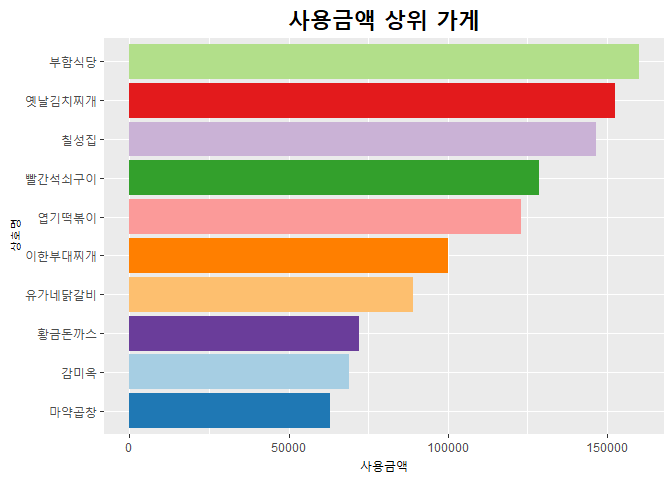 사용금액 상위 가게
부함식당
옛날김치찌개
칠성집
빨간석쇠구이
엽기떡볶이
이한부대찌개
유가네닭갈비
황금돈까스
감미옥
마약곱창
상호명
0 50000 100000 150000
사용금액